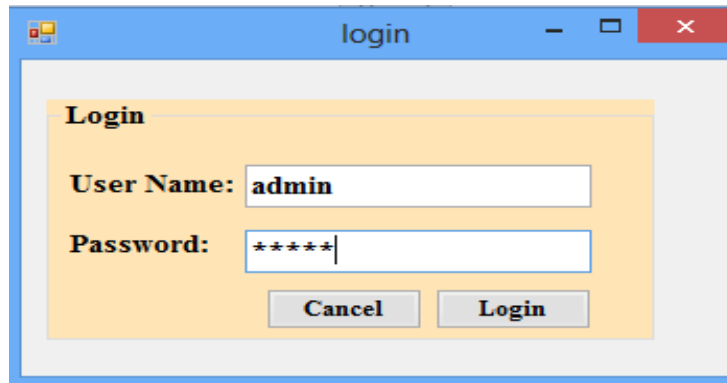 login
Login
User Name: admin
Password: *****
Cancel Login